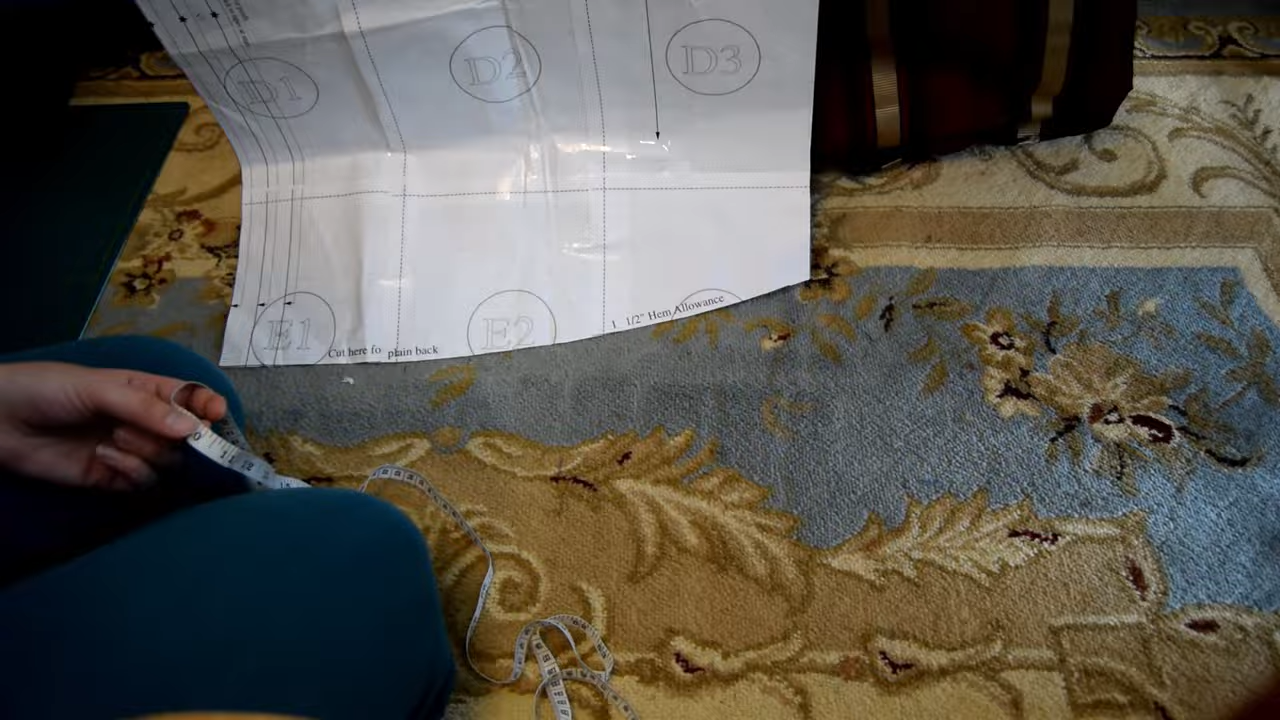 D1
D2
D3
E1
E2
1 1/2" Hem Allowance
Cut here fo plain back